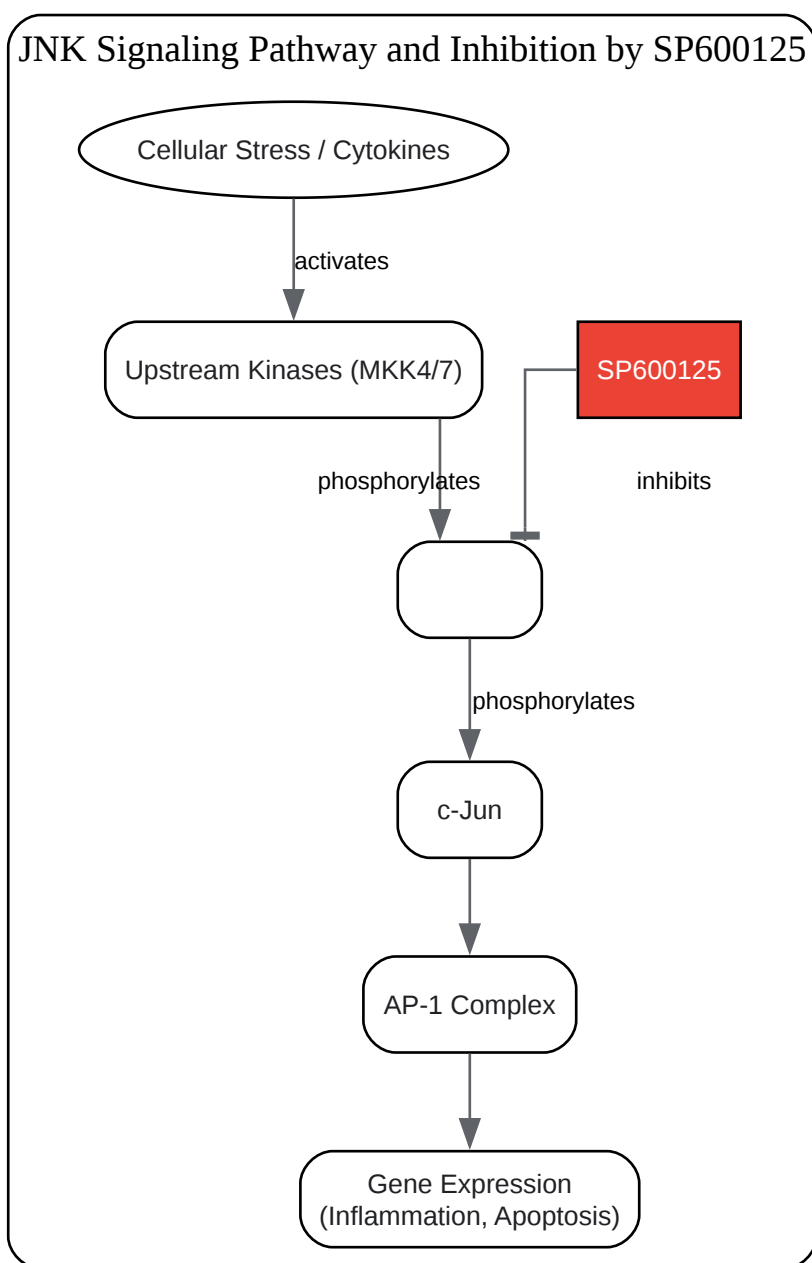 JNK Signaling Pathway and Inhibition by SP600125
Cellular Stress / Cytokines
activates
Upstream Kinases (MKK4/7)
SP600125
phosphorylates
inhibits
phosphorylates
c-Jun
AP-1 Complex
Gene Expression
(Inflammation, Apoptosis)